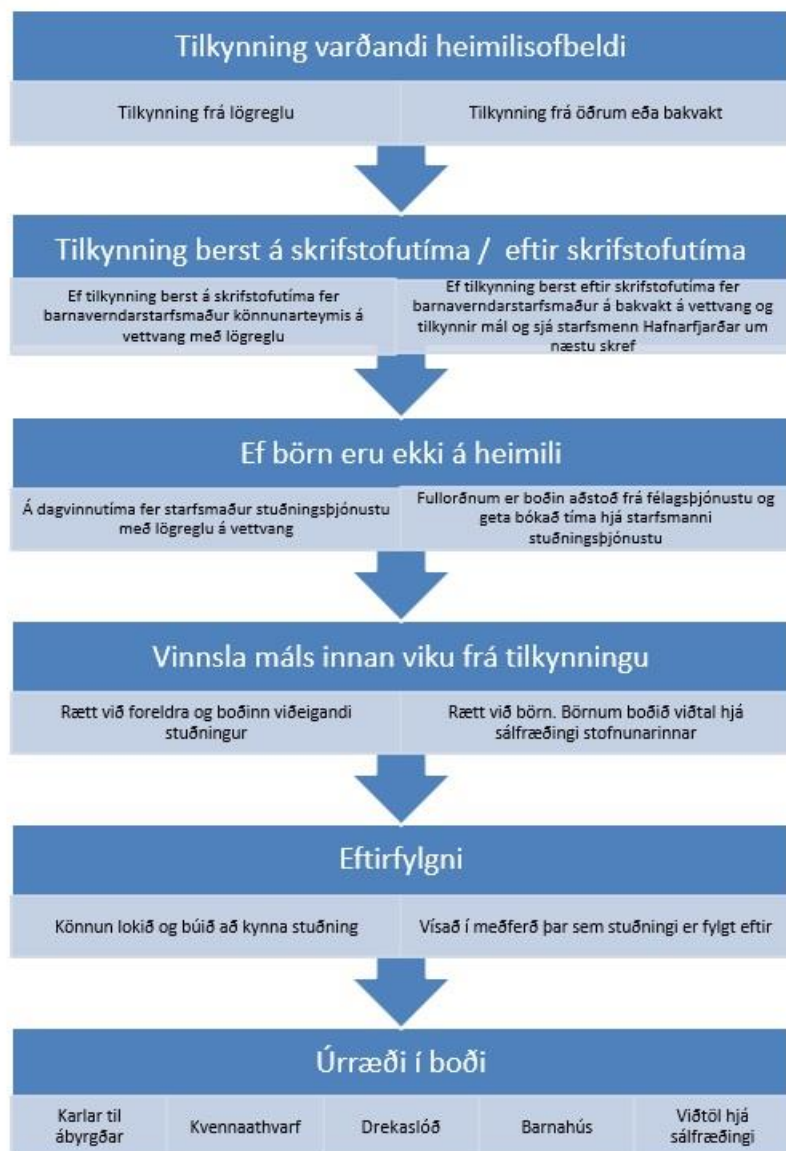 Tilkynning varðandi heimilisofbeldi
Tilkynning frá lögreglu
Tilkynning frá öðrum eða bakvakt
Tilkynning berst á skrifstofutíma / eftir skrifstofutíma
Ef tilkynning berst á skrifstofutíma fer
barnaverndarstarfsmaður könnunarteymis á
vettvang með lögreglu
Ef tilkynning berst eftir skrifstofutíma fer
barnaverndarstarfsmaður á bakvakt á vettvang og
tilkynnir mál og sjá starfsmenn Hafnarfjarðar um
næstu skref
Ef börn eru ekki á heimili
Á dagvinnutíma fer starfsmaður stuðningsþjónustu
með lögreglu á vettvang
Fullorðnum er boðin aðstoð frá félagsþjónustu og
geta bókað tíma hjá starfsmanni
stuðningsþjónustu
Vinnsla máls innan viku frá tilkynningu
Rætt við foreldra og boðinn viðeigandi
stuðningur
Rætt við börn. Börnum boðið viðtal hjá
sálfræðingi stofnunarinnar
Eftirfylgni
Könnun lokið og búið að kynna stuðning
Vísað í meðferð þar sem stuðningi er fylgt eftir
Úrræði í boði
Karlar til
ábyrgðar
Kvennaathvarf
Drekaslóð
Barnahús
Viðtöl hjá
sálfræðingi